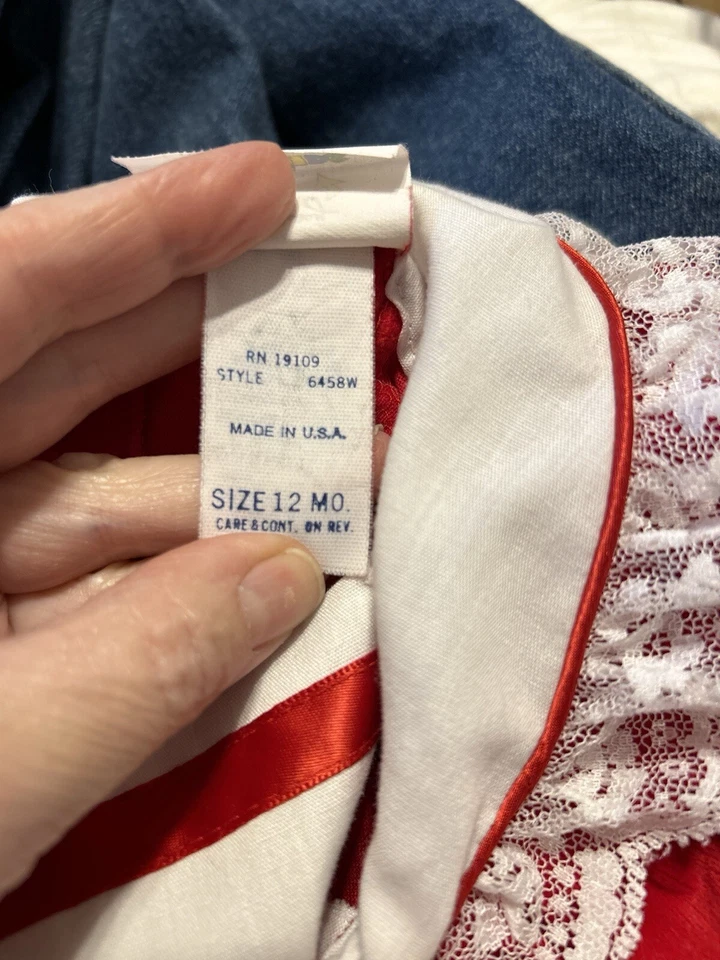 RN 19109
STYLE 6458W
MADE IN U.S.A.
SIZE 12 MO.
CARE & CONT. ON REV.